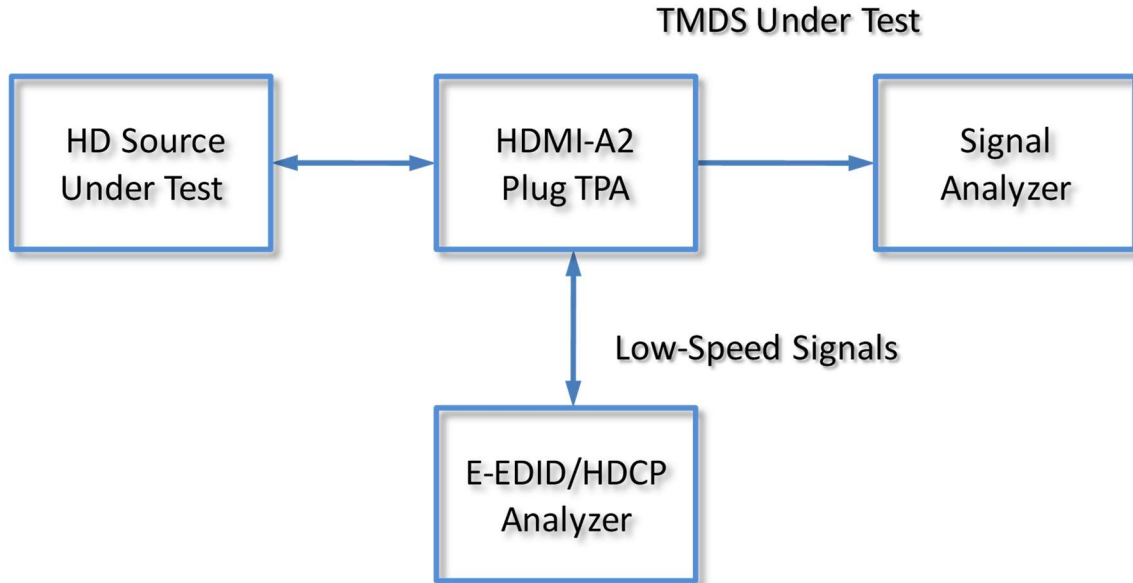 TMDS Under Test
HD Source
Under Test
HDMI-A2
Plug TPA
Signal
Analyzer
Low-Speed Signals
E-EDID/HDCP
Analyzer